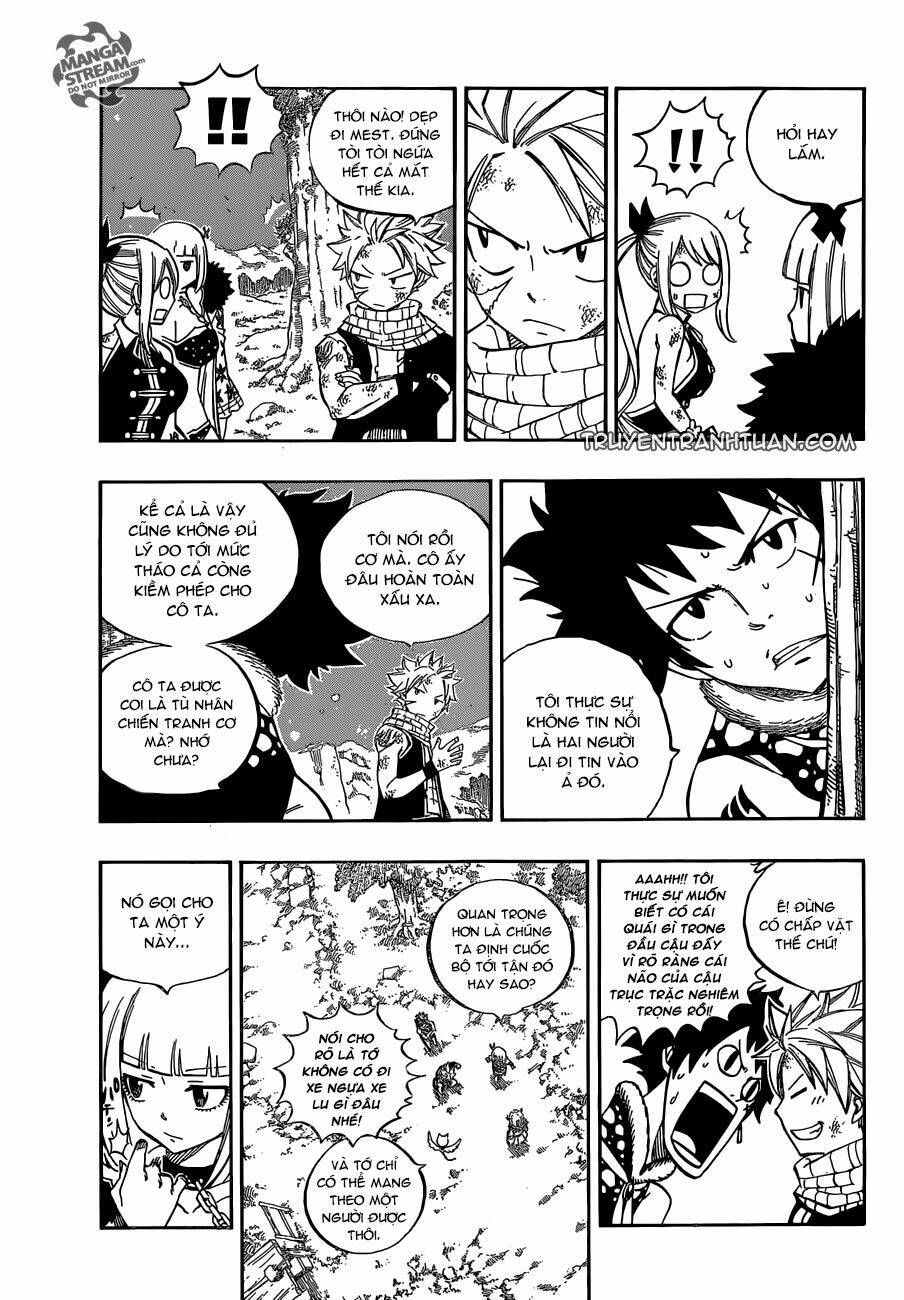 MANGA
STREAM.com
DO NOT MIRROR
HỎI HAY
LẮM.
!!
THÔI NÀO! DẸP
ĐI MEST. ĐỨNG
TÒI TÒI NGỨA
HẾT CẢ MẮT
THẾ KIA.
!!
TRUYENTRANHTUAN.COM
TÔI THỰC SỰ
KHÔNG TIN NỔI
LÀ HAI NGƯỜI
LẠI ĐI TIN VÀO
Ả ĐÓ.
TÔI NÓI RỒI
CƠ MÀ. CÔ ẤY
ĐÂU HOÀN TOÀN
XẤU XA.
KỂ CẢ LÀ VẬY
CŨNG KHÔNG ĐỦ
LÝ DO TỚI MỨC
THÁO CẢ CÒNG
KIỀM PHÉP CHO
CÔ TA.
CÔ TA ĐƯỢC
COI LÀ TÙ NHÂN
CHIẾN TRANH CƠ
MÀ? NHỚ
CHƯA?
Ê! ĐỪNG
CÓ CHẤP VẶT
THẾ CHỨ!
AAAHH!! TÔI
THỰC SỰ MUỐN
BIẾT CÓ CÁI
QUÁI GÌ TRONG
ĐẦU CẬU ĐẤY
VÌ RÕ RÀNG CÁI
NÃO CỦA CẬU
TRỤC TRẶC NGHIÊM
TRỌNG RỒI!
QUAN TRỌNG
HƠN LÀ CHÚNG
TA ĐỊNH CUỐC
BỘ TỚI TẬN ĐÓ
HAY SAO?
NÓI CHO
RÕ LÀ TỚ
KHÔNG CÓ ĐI
XE NGỰA XE
LU GÌ ĐÂU
NHÉ!
VÀ TỚ CHỈ
CÓ THỂ MANG
THEO MỘT
NGƯỜI ĐƯỢC
THÔI.
NÓ GỌI CHO
TA MỘT Ý
NÀY...